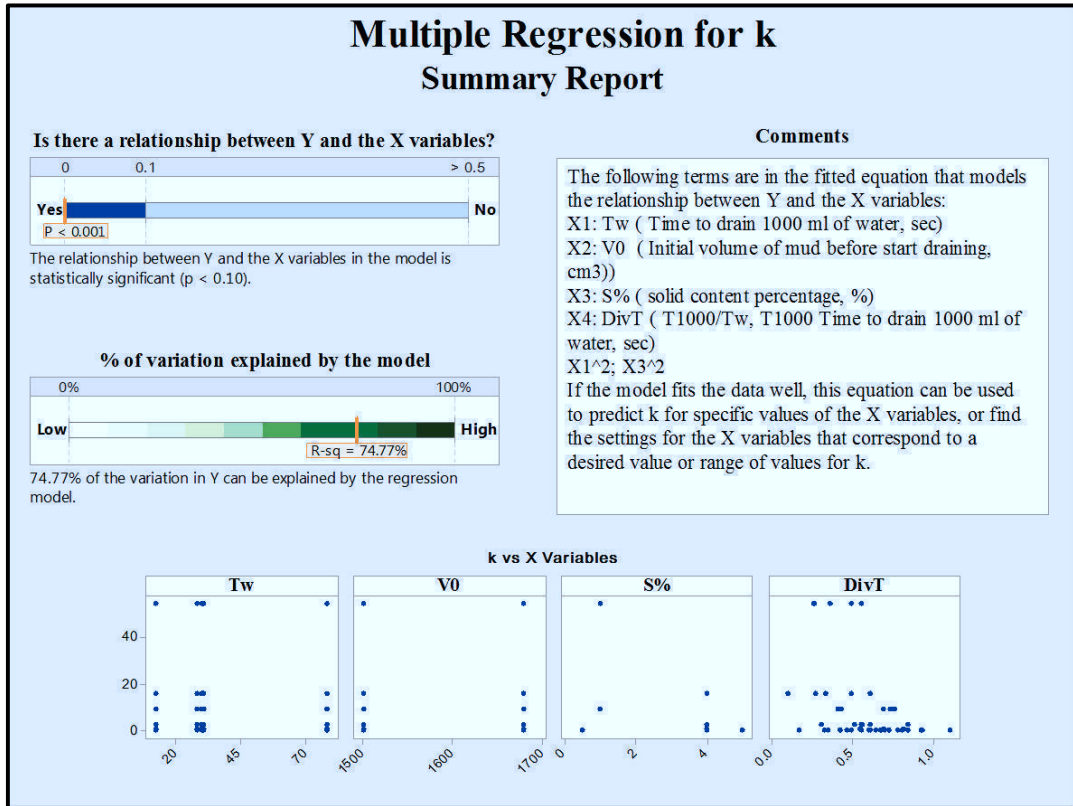 Multiple Regression for k
Summary Report
Is there a relationship between Y and the X variables?
0 0.1 > 0.5
Yes No
P < 0.001
The relationship between Y and the X variables in the model is
statistically significant (p < 0.10).
% of variation explained by the model
0% 100%
Low High
R-sq = 74.77%
74.77% of the variation in Y can be explained by the regression
model.
Comments
The following terms are in the fitted equation that models
the relationship between Y and the X variables:
X1: Tw ( Time to drain 1000 ml of water, sec)
X2: V0 ( Initial volume of mud before start draining,
cm3))
X3: S% ( solid content percentage, %)
X4: DivT ( T1000/Tw, T1000 Time to drain 1000 ml of
water, sec)
X1^2; X3^2
If the model fits the data well, this equation can be used
to predict k for specific values of the X variables, or find
the settings for the X variables that correspond to a
desired value or range of values for k.
k vs X Variables
Tw V0 S% DivT
40
20
0
20 45 70 1500 1600 1700 0 2 4 0.0 0.5 1.0